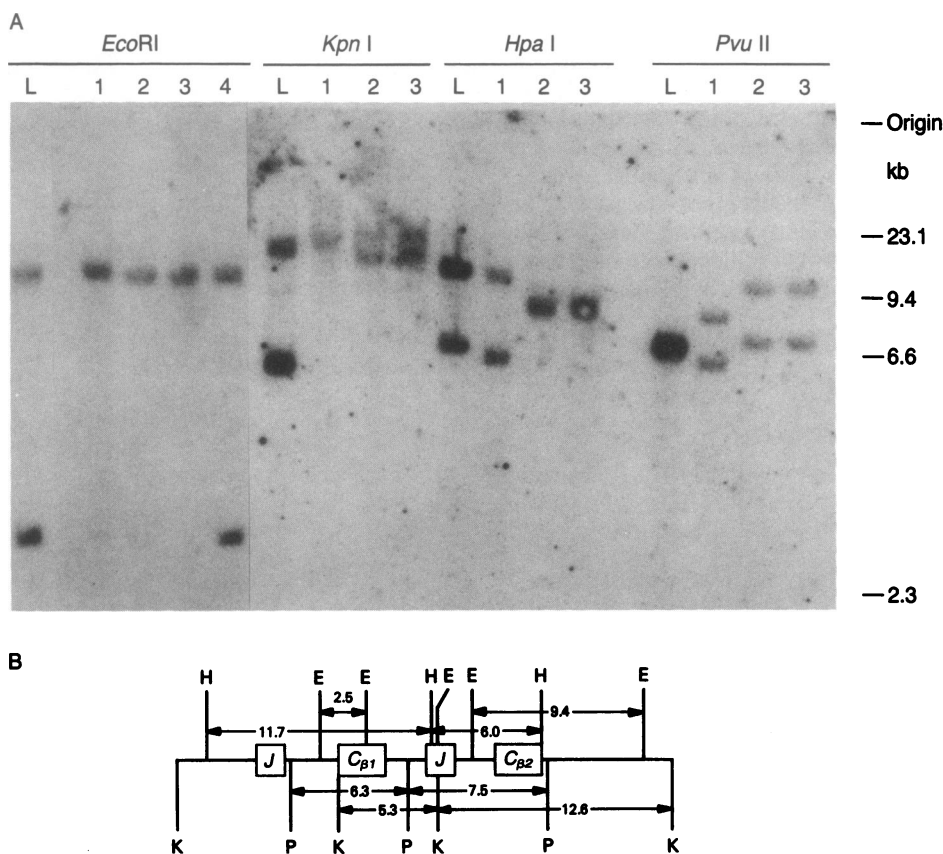 A
EcoRI Kpn I Hpa I Pvu II
L 1 2 3 4 L 1 2 3 L 1 2 3 L 1 2 3
Origin
kb
23.1
9.4
6.6
2.3
B
H E E H E E H E
2.5
9.4
11.7 6.0
J Cβ1 J Cβ2
6.3 7.5
5.3 12.6
K P K P K P K